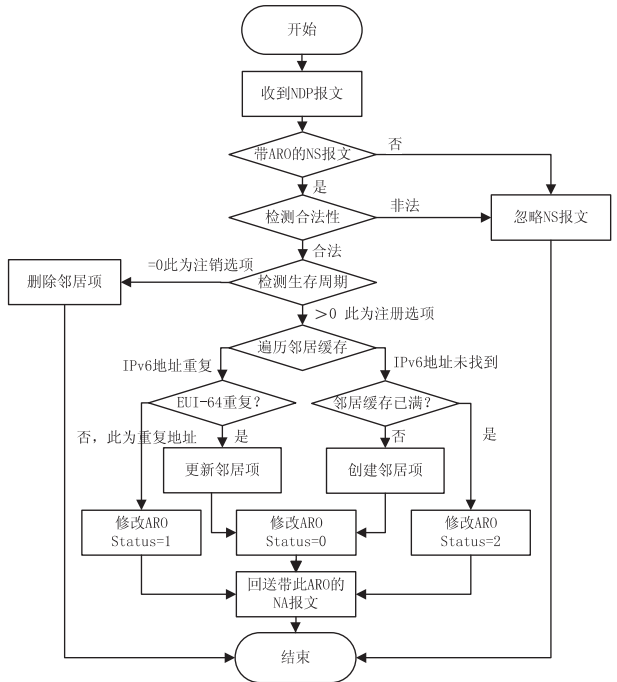 开始
收到NDP报文
带ARO的NS报文
否
是
检测合法性
非法
忽略NS报文
合法
删除邻居项
=0此为注销选项
检测生存周期
>0 此为注册选项
遍历邻居缓存
IPv6地址重复
IPv6地址未找到
EUI-64重复?
邻居缓存已满?
否，此为重复地址
是
否
是
更新邻居项
创建邻居项
修改ARO
Status=1
修改ARO
Status=0
修改ARO
Status=2
回送带此ARO的
NA报文
结束